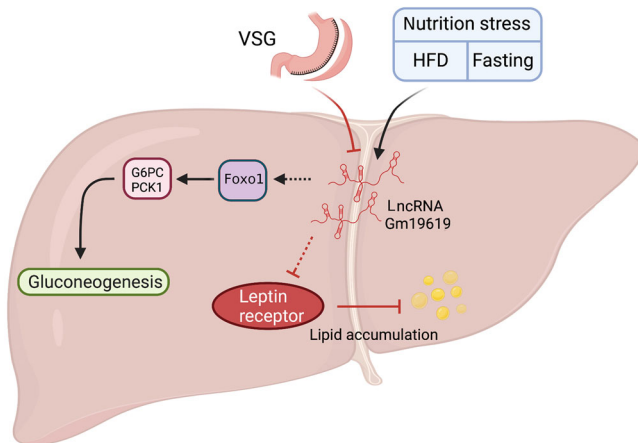 VSG
Nutrition stress
HFD
Fasting
G6PC
PCK1
Foxo1
LncRNA
Gm19619
Gluconeogenesis
Leptin
receptor
Lipid accumulation